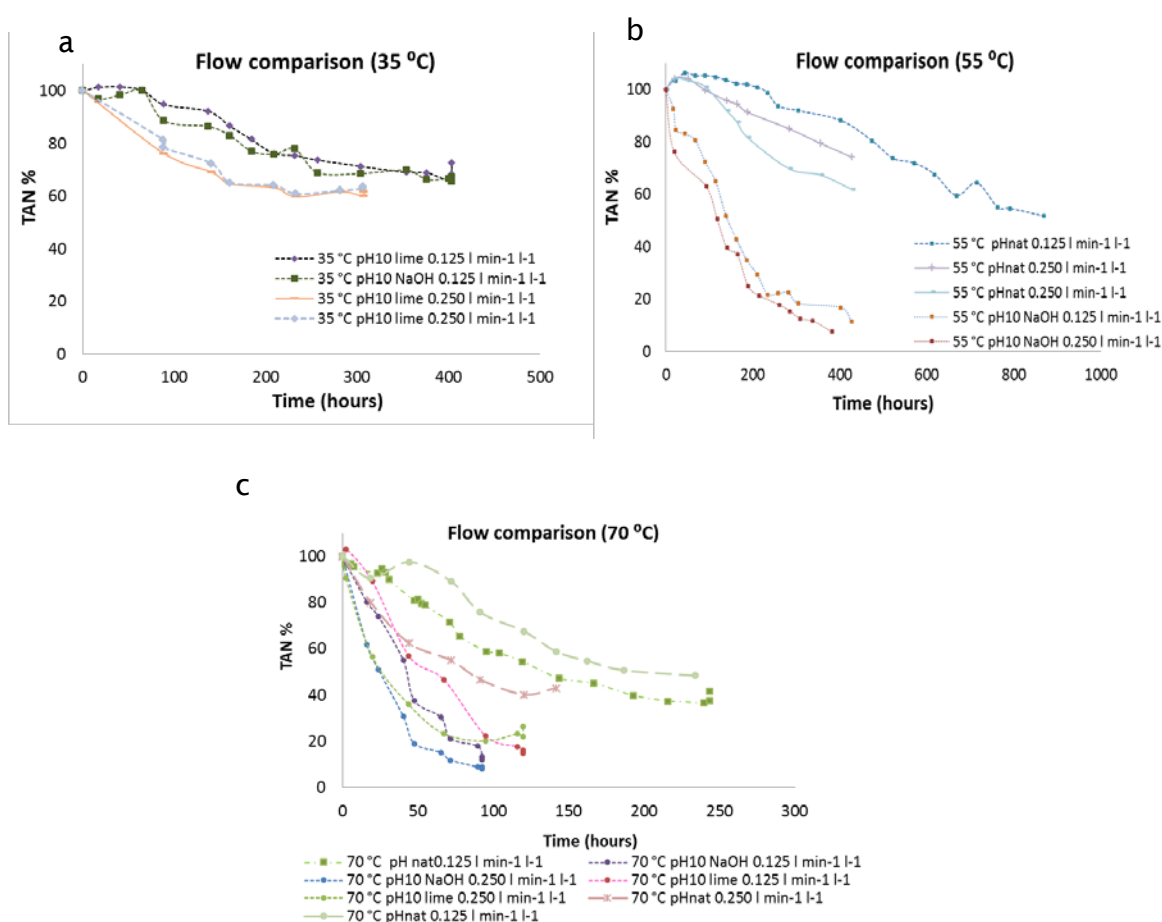 a
Flow comparison (35 ⁰C)
100
80
60
40
20
0
TAN %
35 °C pH10 lime 0.125 l min-1 l-1
35 °C pH10 NaOH 0.125 l min-1 l-1
35 °C pH10 lime 0.250 l min-1 l-1
35 °C pH10 lime 0.250 l min-1 l-1
0 100 200 300 400 500
Time (hours)
b
Flow comparison (55 ⁰C)
100
80
60
40
20
0
TAN %
55 °C pHnat 0.125 l min-1 l-1
55 °C pHnat 0.250 l min-1 l-1
55 °C pHnat 0.250 l min-1 l-1
55 °C pH10 NaOH 0.125 l min-1 l-1
55 °C pH10 NaOH 0.250 l min-1 l-1
0 200 400 600 800 1000
Time (hours)
c
Flow comparison (70 ⁰C)
100
80
60
40
20
0
TAN %
0 50 100 150 200 250 300
Time (hours)
70 °C pH nat0.125 l min-1 l-1
70 °C pH10 NaOH 0.125 l min-1 l-1
70 °C pH10 NaOH 0.250 l min-1 l-1
70 °C pH10 lime 0.125 l min-1 l-1
70 °C pH10 lime 0.250 l min-1 l-1
70 °C pHnat 0.250 l min-1 l-1
70 °C pHnat 0.125 l min-1 l-1